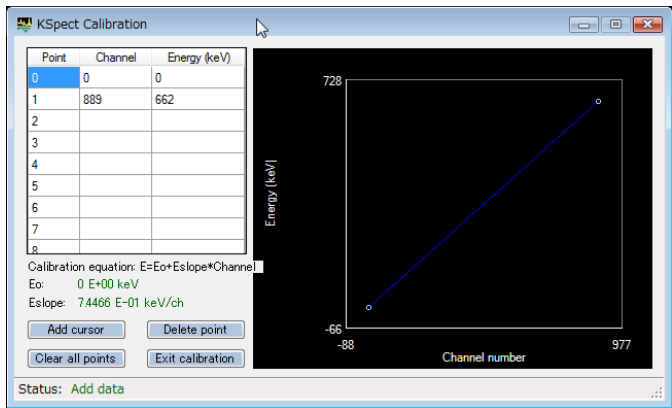 KSpect Calibration
Point Channel Energy (keV)
0 0 0
1 889 662
2
3
4
5
6
7
8
Calibration equation: E=Eo+Eslope*Channel
Eo: 0 E+00 keV
Eslope: 7.4466 E-01 keV/ch
Add cursor Delete point
Clear all points Exit calibration
728
Energy [keV]
-66
-88 977
Channel number
Status: Add data